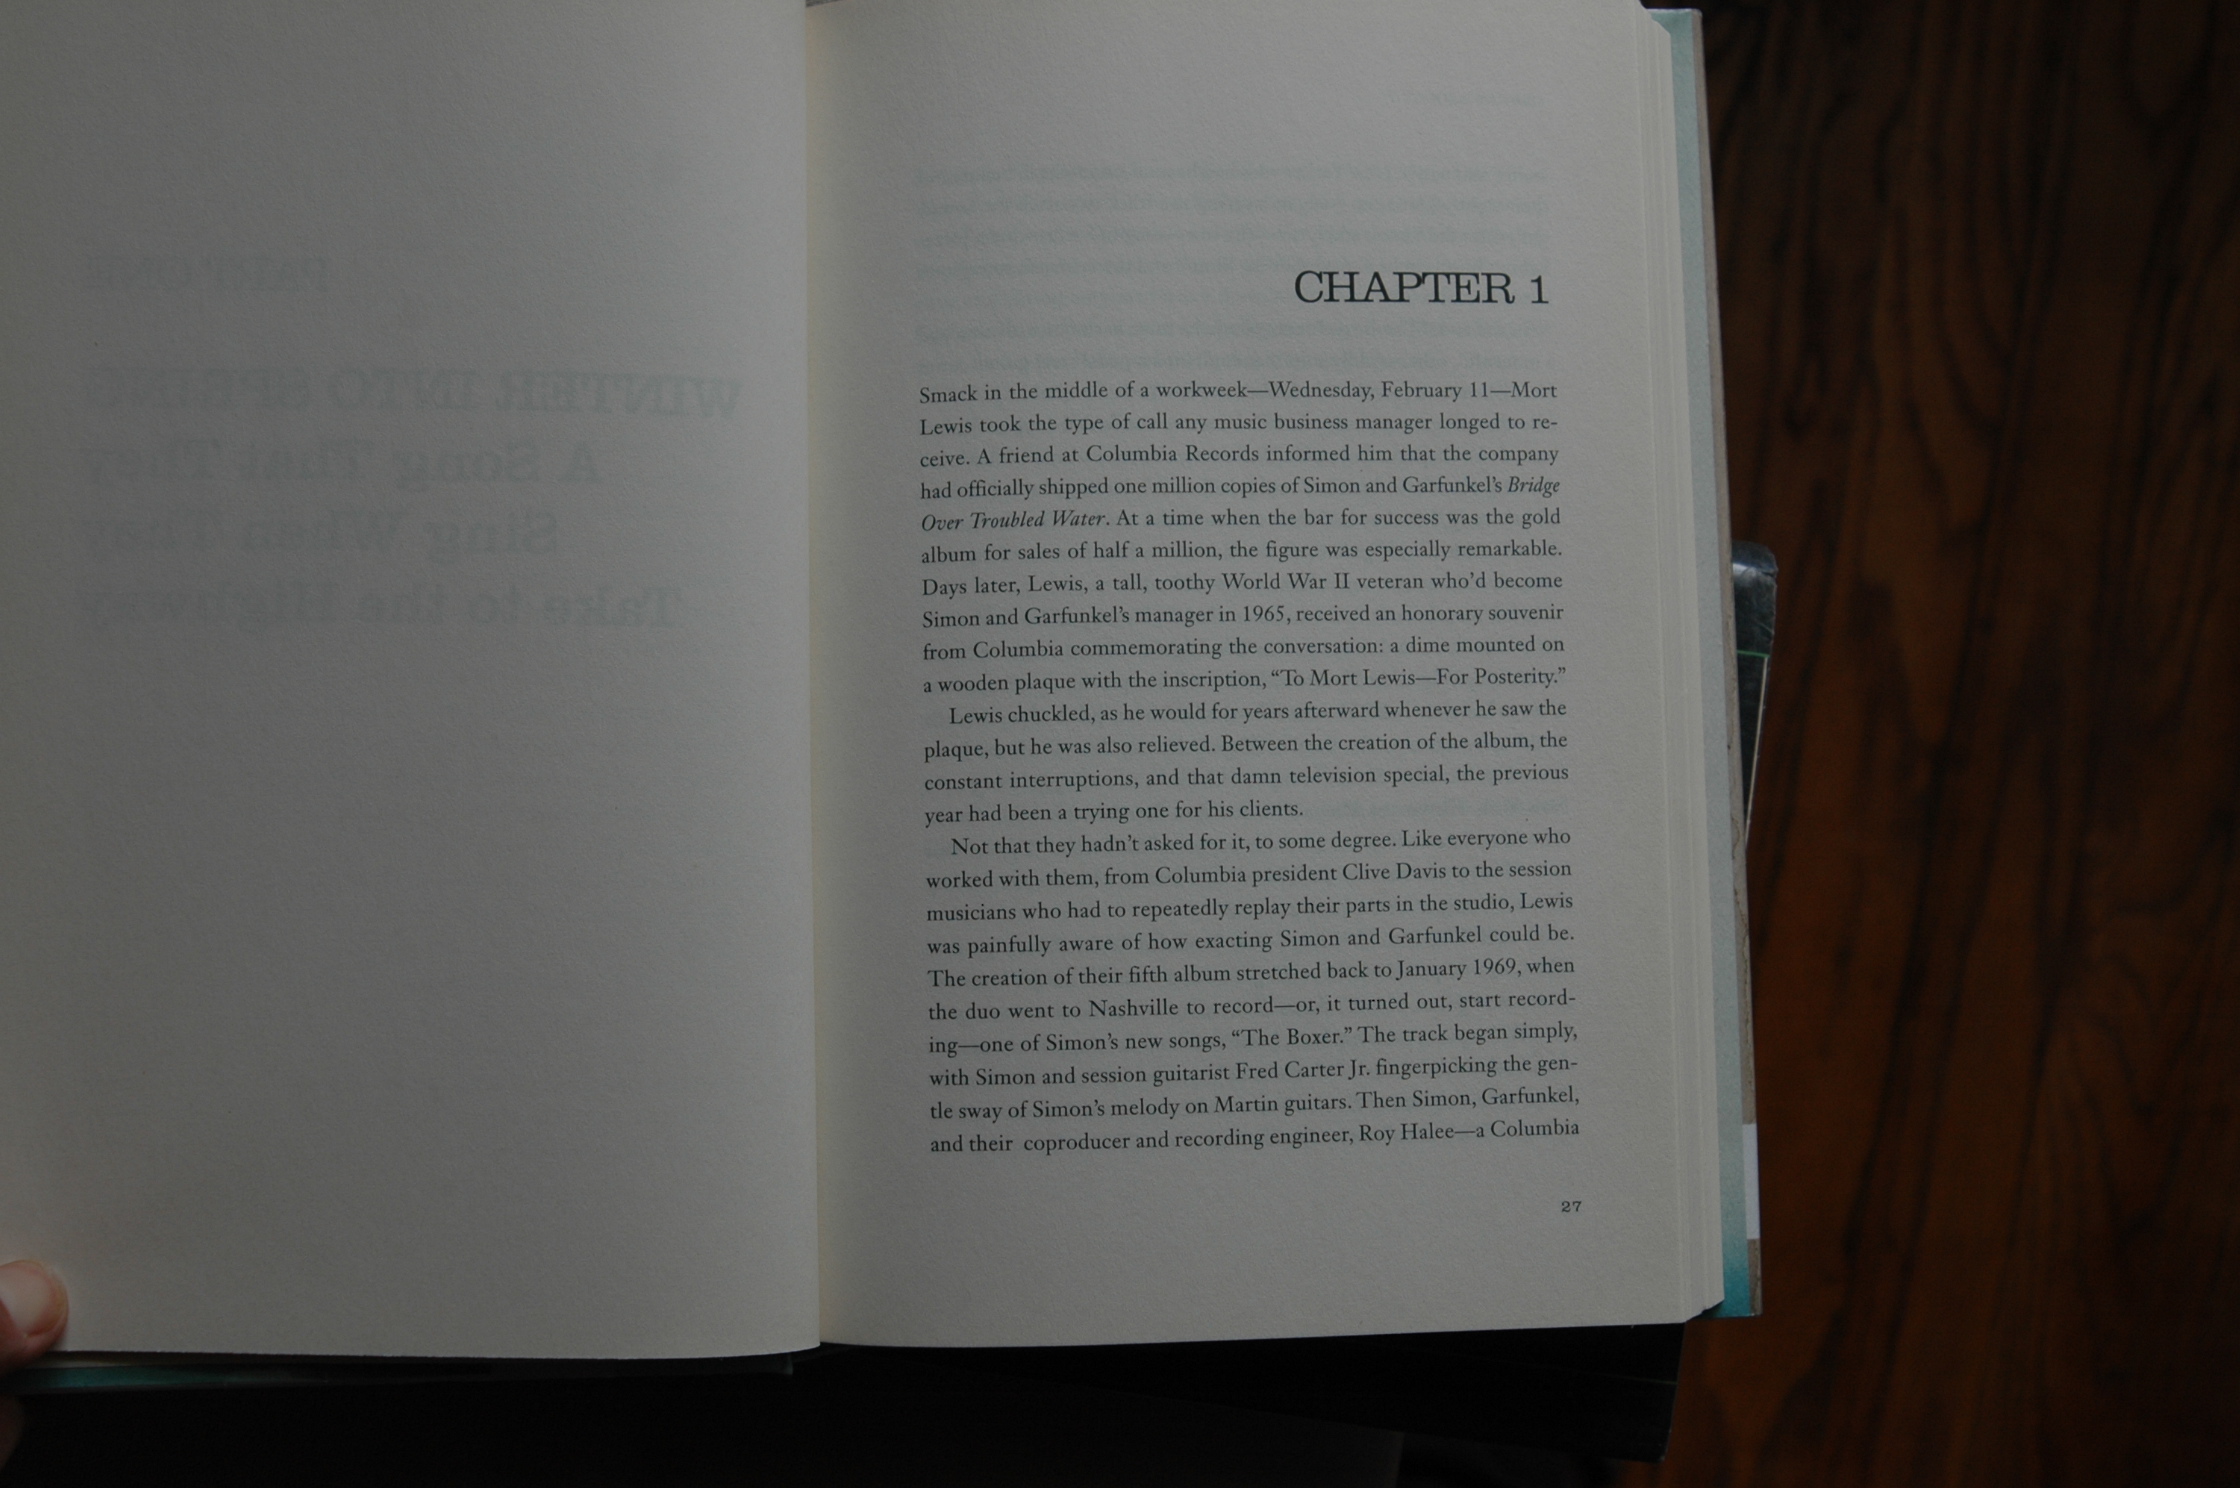 CHAPTER 1
Smack in the middle of a workweek—Wednesday, February 11—Mort
Lewis took the type of call any music business manager longed to re-
ceive. A friend at Columbia Records informed him that the company
had officially shipped one million copies of Simon and Garfunkel's Bridge
Over Troubled Water. At a time when the bar for success was the gold
album for sales of half a million, the figure was especially remarkable.
Days later, Lewis, a tall, toothy World War II veteran who'd become
Simon and Garfunkel's manager in 1965, received an honorary souvenir
from Columbia commemorating the conversation: a dime mounted on
a wooden plaque with the inscription, “To Mort Lewis—For Posterity.”
Lewis chuckled, as he would for years afterward whenever he saw the
plaque, but he was also relieved. Between the creation of the album, the
constant interruptions, and that damn television special, the previous
year had been a trying one for his clients.
Not that they hadn't asked for it, to some degree. Like everyone who
worked with them, from Columbia president Clive Davis to the session
musicians who had to repeatedly replay their parts in the studio, Lewis
was painfully aware of how exacting Simon and Garfunkel could be.
The creation of their fifth album stretched back to January 1969, when
the duo went to Nashville to record—or, it turned out, start record-
ing—one of Simon's new songs, “The Boxer.” The track began simply,
with Simon and session guitarist Fred Carter Jr. fingerpicking the gen-
tle sway of Simon's melody on Martin guitars. Then Simon, Garfunkel,
and their coproducer and recording engineer, Roy Halee—a Columbia
27